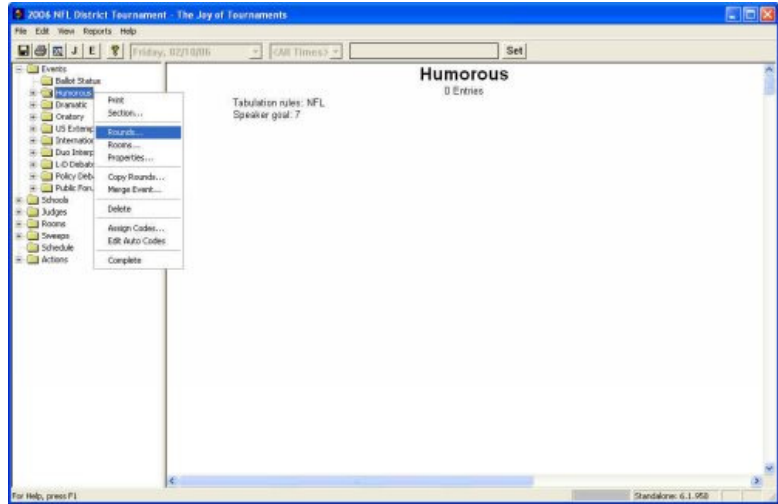 2006 NFL District Tournament - The Joy of Tournaments
File Edit View Reports Help
J E ? Friday, 02/10/06 <All Times> Set
Events
Ballot Status
Humorous
Dramatic
Oratory
US Extemp
Internation
Duo Interp
L-D Debate
Policy Deb
Public For
Schools
Judges
Rooms
Sweeps
Schedule
Actions
Print
Section...
Rounds...
Rooms...
Properties...
Copy Rounds...
Merge Event...
Delete
Assign Codes...
Edit Auto Codes
Complete
Humorous
0 Entries
Tabulation rules: NFL
Speaker goal: 7
For Help, press F1
Standalone: 6.1.958